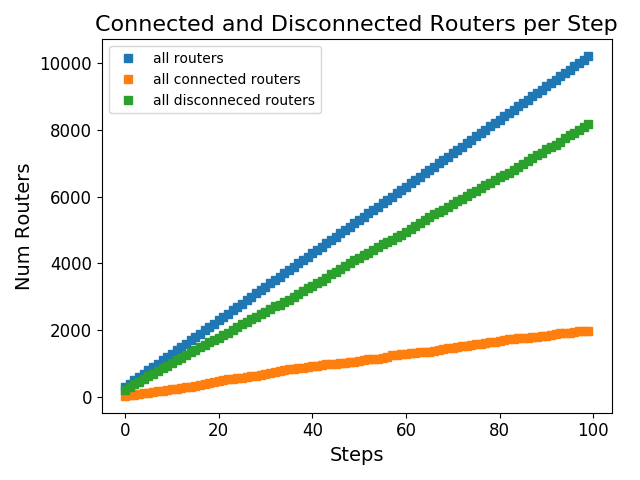 Connected and Disconnected Routers per Step
all routers
all connected routers
all disconneced routers
Num Routers
10000
8000
6000
4000
2000
0
0 20 40 60 80 100
Steps